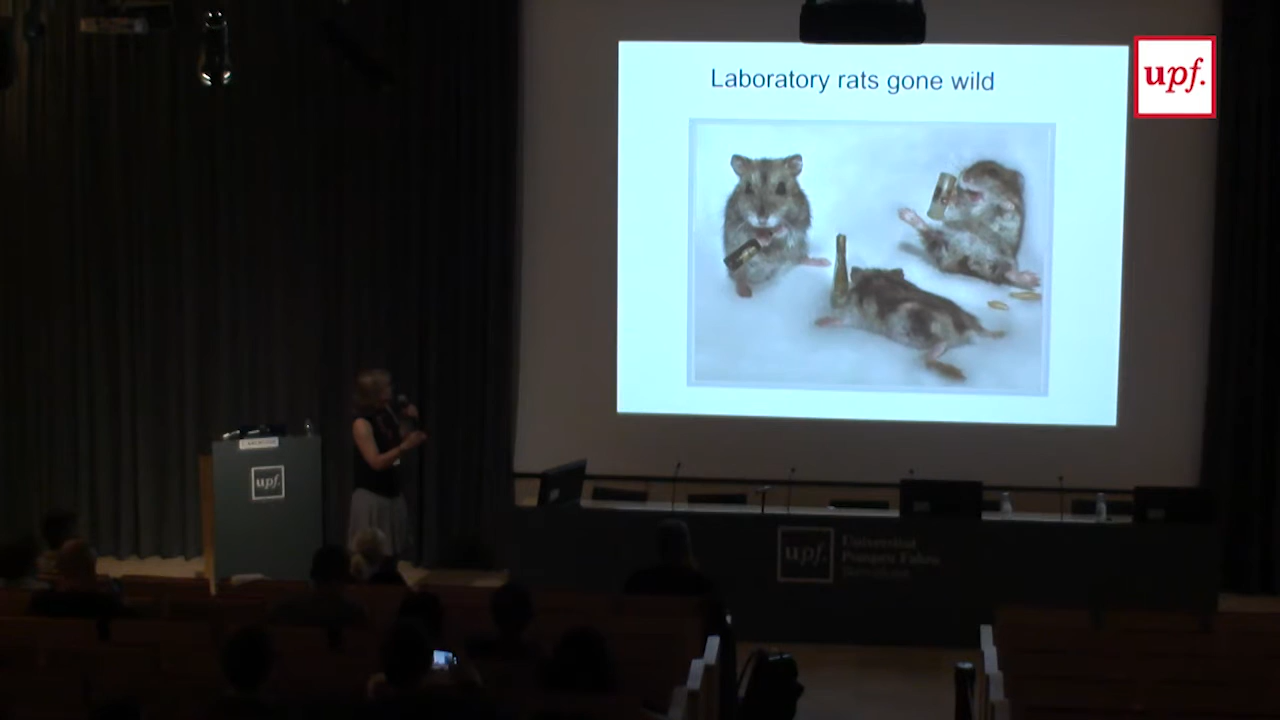 Laboratory rats gone wild
upf.
upf.
upf.
Universitat
Pompeu Fabra
Barcelona